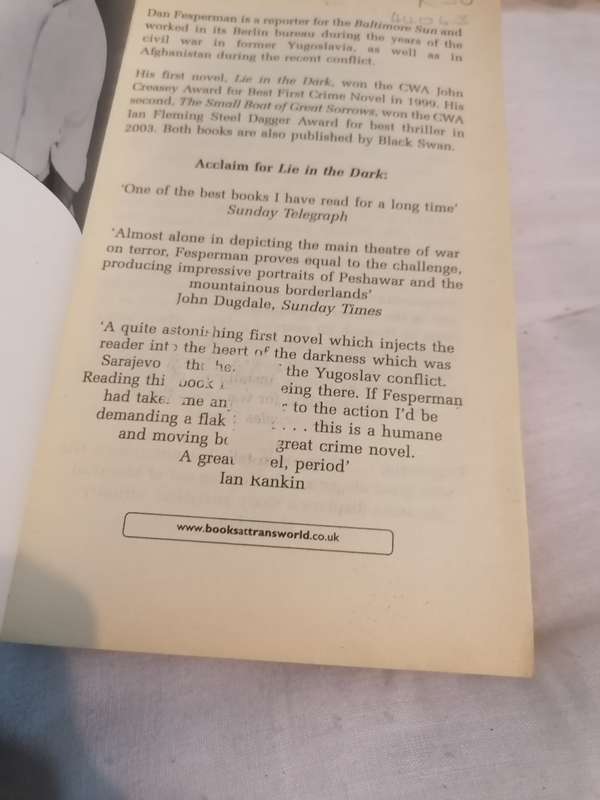 Dan Fesperman is a reporter for the Baltimore Sun and
worked in its Berlin bureau during the years of the
civil war in former Yugoslavia, as well as in
Afghanistan during the recent conflict.
His first novel, Lie in the Dark, won the CWA John
Creasey Award for Best First Crime Novel in 1999. His
second, The Small Boat of Great Sorrows, won the CWA
Ian Fleming Steel Dagger Award for best thriller in
2003. Both books are also published by Black Swan.
Acclaim for Lie in the Dark:
'One of the best books I have read for a long time'
Sunday Telegraph
'Almost alone in depicting the main theatre of war
on terror, Fesperman proves equal to the challenge,
producing impressive portraits of Peshawar and the
mountainous borderlands'
John Dugdale, Sunday Times
'A quite astonishing first novel which injects the
reader into the heart of the darkness which was
Sarajevo the Yugoslav conflict.
Reading book being there. If Fesperman
had me to the action I'd be
demanding a flak . . . . this is a humane
and moving great crime novel.
A great novel, period'
Ian Rankin
www.booksattransworld.co.uk